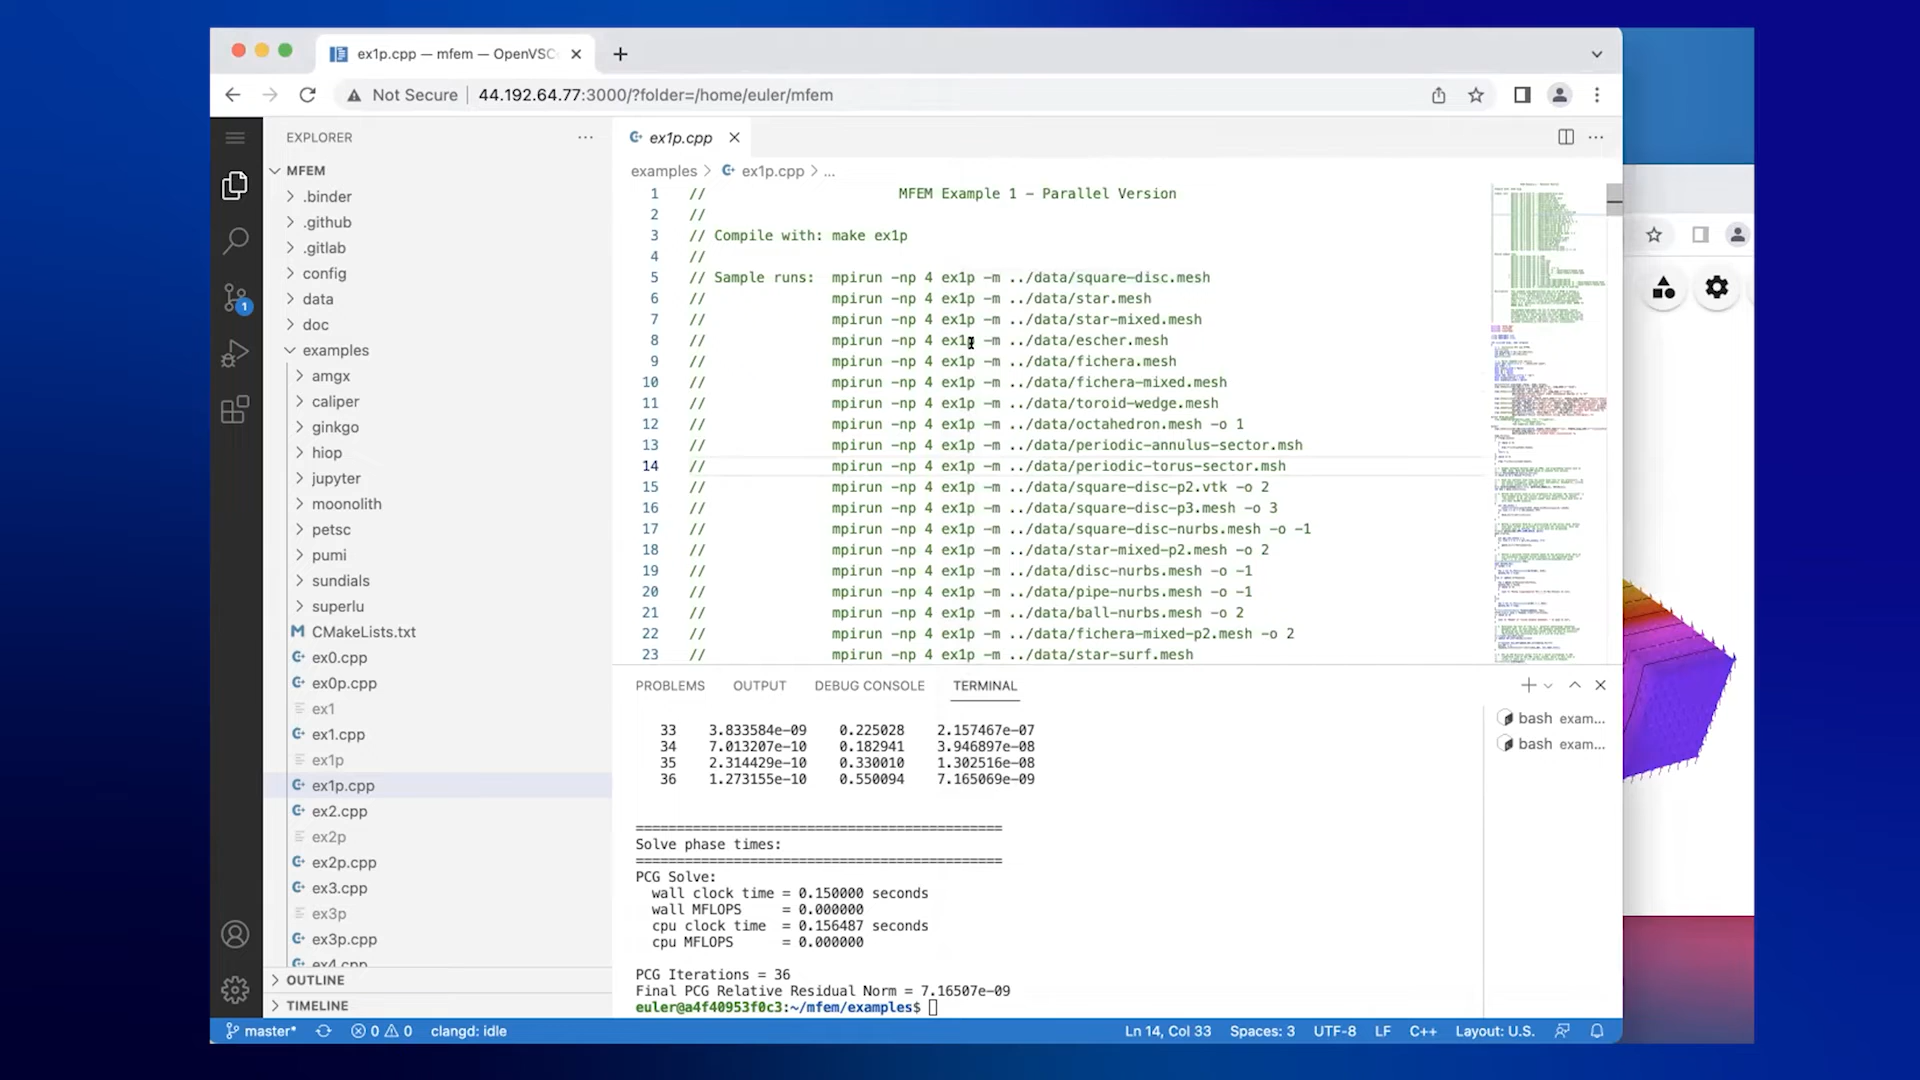 ex1p.cpp — mfem — OpenVSC
Not Secure
44.192.64.77:3000/?folder=/home/euler/mfem
EXPLORER
MFEM
.binder
.github
.gitlab
config
data
doc
examples
amgx
caliper
ginkgo
hiop
jupyter
moonolith
petsc
pumi
sundials
superlu
CMakeLists.txt
ex0.cpp
ex0p.cpp
ex1
ex1.cpp
ex1p
ex1p.cpp
ex2.cpp
ex2p
ex2p.cpp
ex3.cpp
ex3p
ex3p.cpp
ex4.cpp
OUTLINE
TIMELINE
1
ex1p.cpp
examples > ex1p.cpp > ...
1 // MFEM Example 1 - Parallel Version
2 //
3 // Compile with: make ex1p
4 //
5 // Sample runs: mpirun -np 4 ex1p -m ../data/square-disc.mesh
6 // mpirun -np 4 ex1p -m ../data/star.mesh
7 // mpirun -np 4 ex1p -m ../data/star-mixed.mesh
8 // mpirun -np 4 ex1p -m ../data/escher.mesh
9 // mpirun -np 4 ex1p -m ../data/fichera.mesh
10 // mpirun -np 4 ex1p -m ../data/fichera-mixed.mesh
11 // mpirun -np 4 ex1p -m ../data/toroid-wedge.mesh
12 // mpirun -np 4 ex1p -m ../data/octahedron.mesh -o 1
13 // mpirun -np 4 ex1p -m ../data/periodic-annulus-sector.msh
14 // mpirun -np 4 ex1p -m ../data/periodic-torus-sector.msh
15 // mpirun -np 4 ex1p -m ../data/square-disc-p2.vtk -o 2
16 // mpirun -np 4 ex1p -m ../data/square-disc-p3.mesh -o 3
17 // mpirun -np 4 ex1p -m ../data/square-disc-nurbs.mesh -o -1
18 // mpirun -np 4 ex1p -m ../data/star-mixed-p2.mesh -o 2
19 // mpirun -np 4 ex1p -m ../data/disc-nurbs.mesh -o -1
20 // mpirun -np 4 ex1p -m ../data/pipe-nurbs.mesh -o -1
21 // mpirun -np 4 ex1p -m ../data/ball-nurbs.mesh -o 2
22 // mpirun -np 4 ex1p -m ../data/fichera-mixed-p2.mesh -o 2
23 // mpirun -np 4 ex1p -m ../data/star-surf.mesh
PROBLEMS OUTPUT DEBUG CONSOLE TERMINAL
33 3.833584e-09 0.225028 2.157467e-07
34 7.013207e-10 0.182941 3.946897e-08
35 2.314429e-10 0.330010 1.302516e-08
36 1.273155e-10 0.550094 7.165069e-09
=============================================
Solve phase times:
=============================================
PCG Solve:
wall clock time = 0.150000 seconds
wall MFLOPS = 0.000000
cpu clock time = 0.156487 seconds
cpu MFLOPS = 0.000000
PCG Iterations = 36
Final PCG Relative Residual Norm = 7.16507e-09
euler@a4f40953f0c3:~/mfem/examples$
bash exam...
bash exam...
master* 0 0 clangd: idle Ln 14, Col 33 Spaces: 3 UTF-8 LF C++ Layout: U.S.